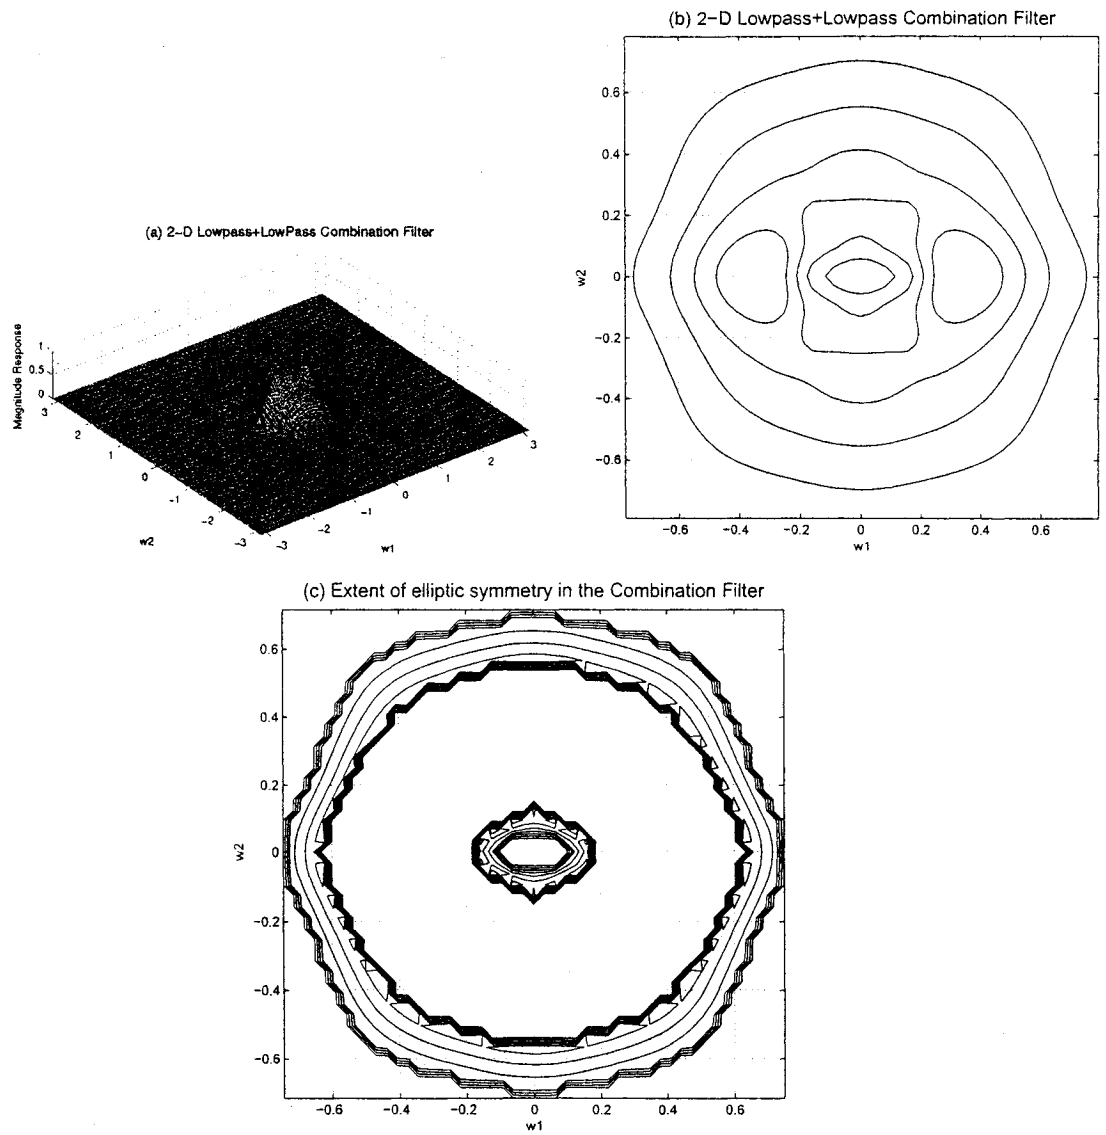 (b) 2-D Lowpass+Lowpass Combination Filter
0.6
0.4
0.2
0
-0.2
-0.4
-0.6
w2
-0.6 -0.4 -0.2 0 0.2 0.4 0.6
w1
(a) 2-D Lowpass+LowPass Combination Filter
Magnitude Response
1
0.5
0
3
2
1
0
-1
-2
-3
w2
-3
-2
-1
0
1
2
3
w1
(c) Extent of elliptic symmetry in the Combination Filter
0.6
0.4
0.2
0
-0.2
-0.4
-0.6
w2
-0.6 -0.4 -0.2 0 0.2 0.4 0.6
w1